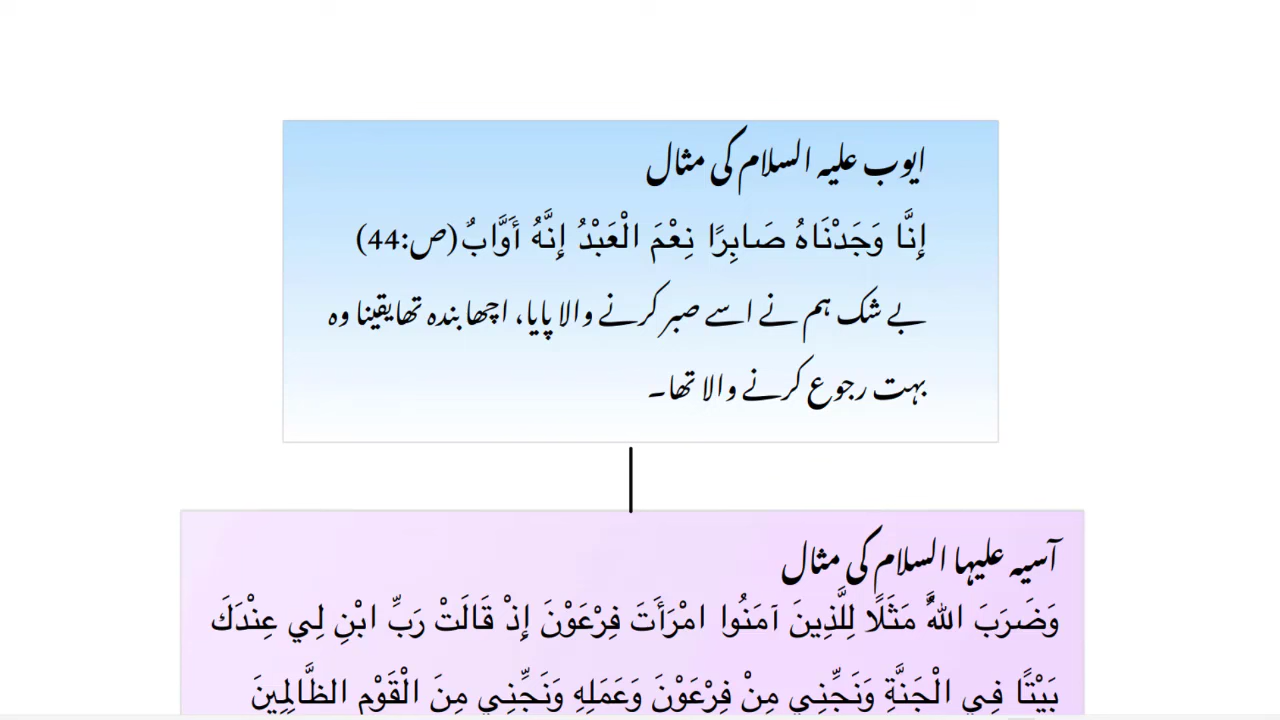 ایوب علیہ السلام کی مثال
إِنَّا وَجَدْنَاهُ صَابِرًا نِعْمَ الْعَبْدُ إِنَّهُ أَوَّابٌ(ص:44)
بے شک ہم نے اسے صبر کرنے والا پایا، اچھا بندہ تھا یقینا وہ
بہت رجوع کرنے والا تھا۔
آسیہ علیہا السلام کی مثال
وَضَرَبَ اللَّهُ مَثَلًا لِلَّذِينَ آمَنُوا امْرَأَتَ فِرْعَوْنَ إِذْ قَالَتْ رَبِّ ابْنِ لِي عِنْدَكَ
بَيْتًا فِي الْجَنَّةِ وَنَجِّنِي مِنْ فِرْعَوْنَ وَعَمَلِهِ وَنَجِّنِي مِنَ الْقَوْمِ الظَّالِمِينَ